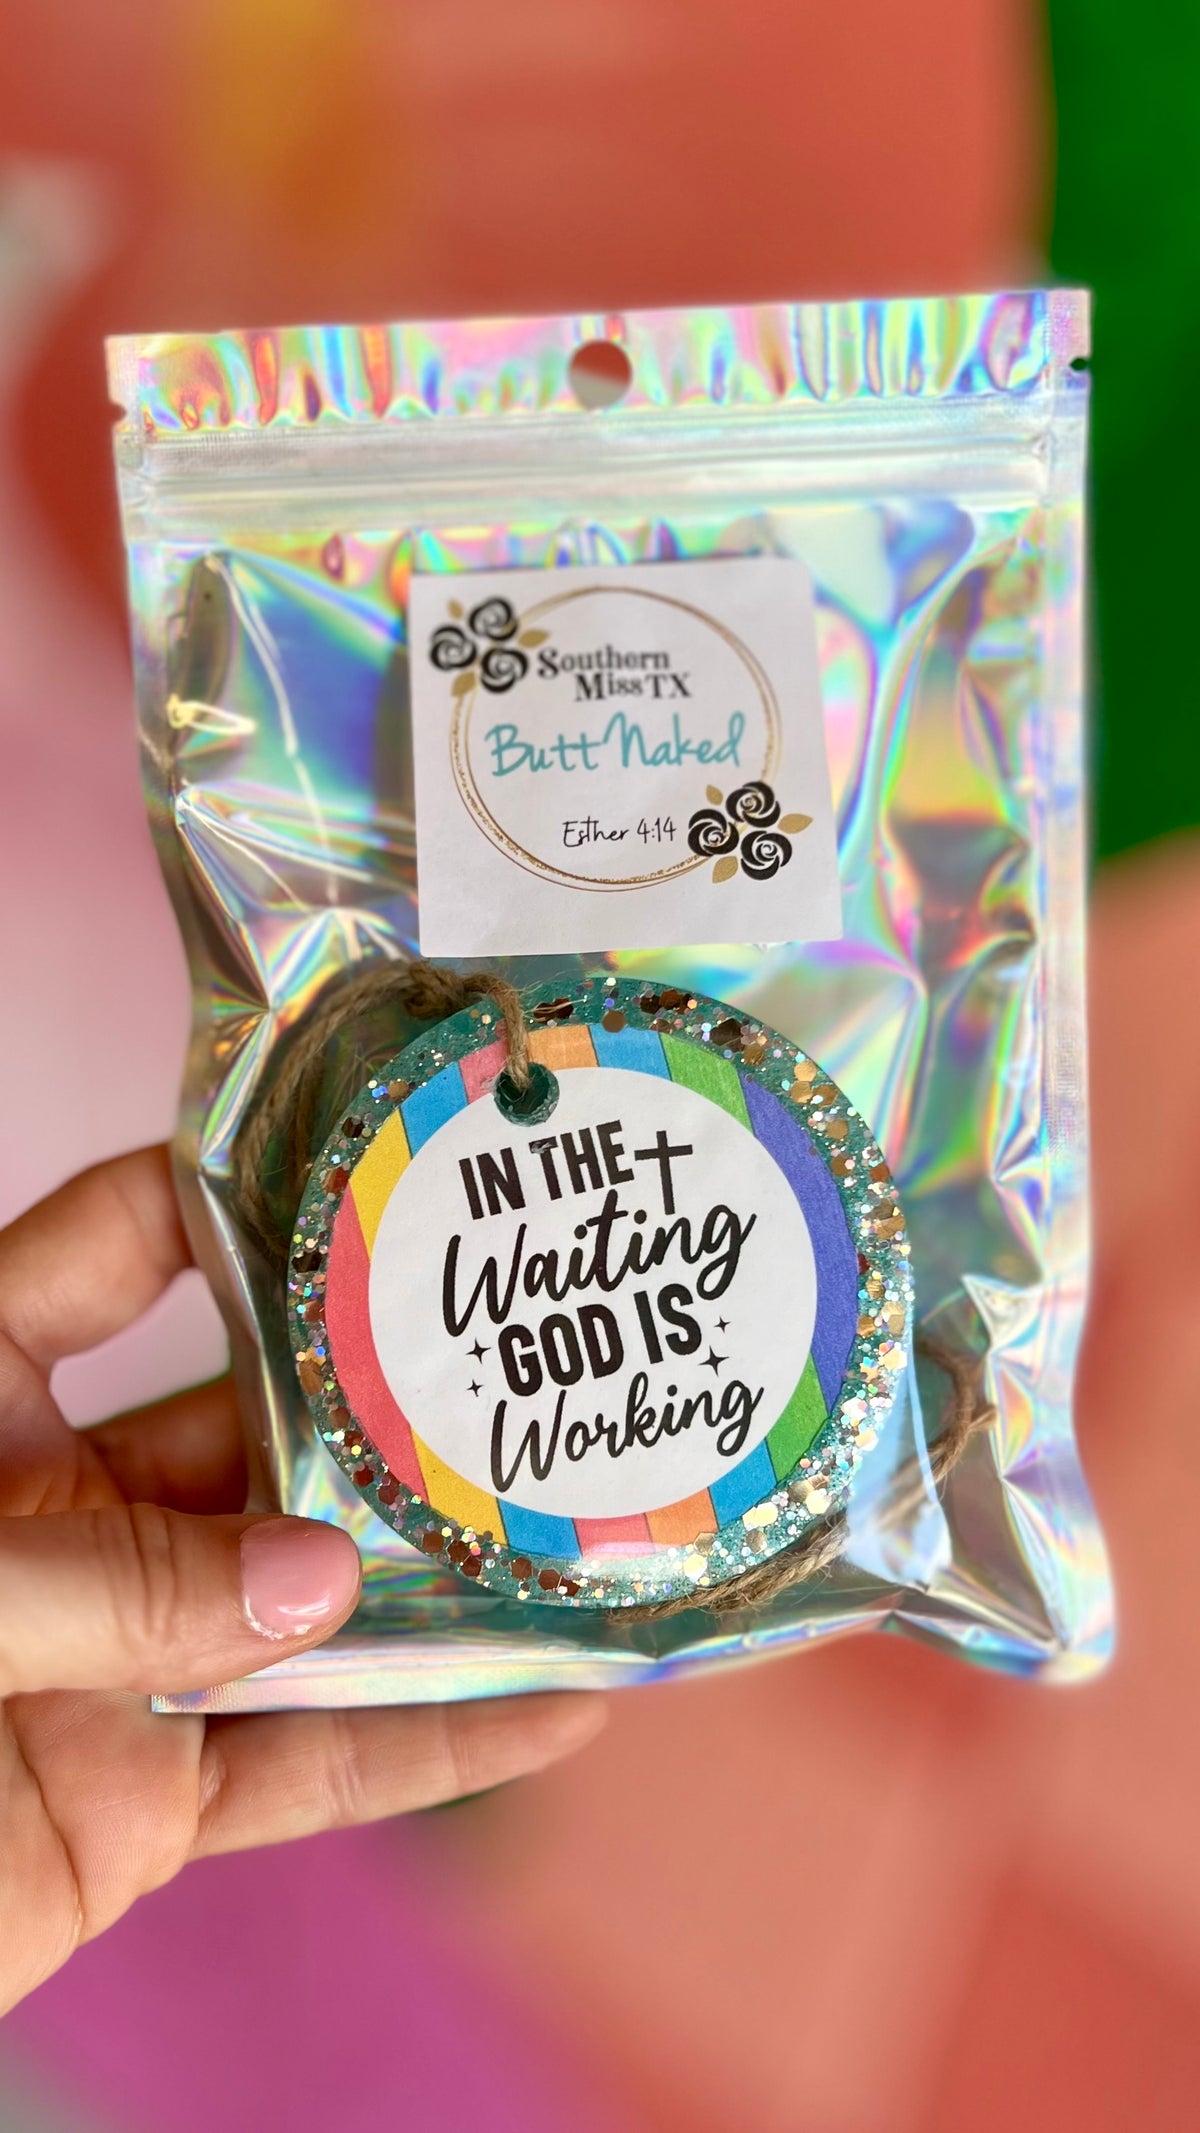 Southern
Miss TX
Butt Naked
Esther 4:14
IN THE
Waiting
GOD IS
Working